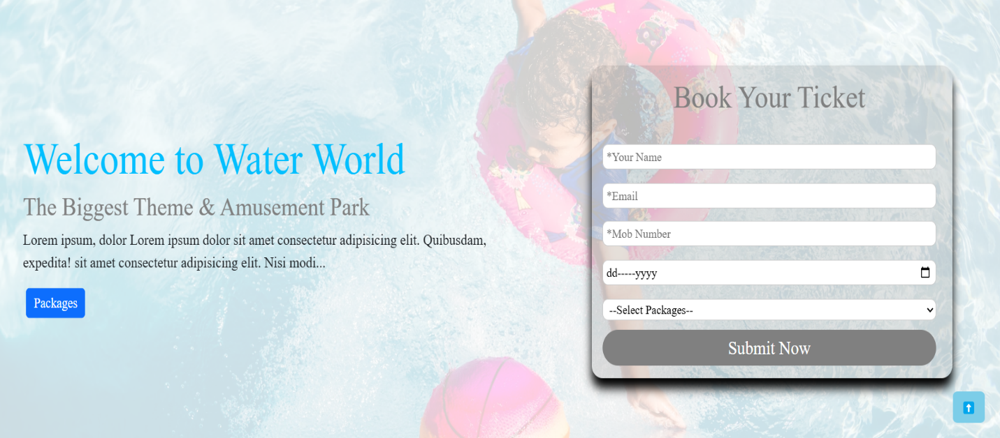 Welcome to Water World
The Biggest Theme & Amusement Park
Lorem ipsum, dolor Lorem ipsum dolor sit amet consectetur adipisicing elit. Quibusdam,
expedita! sit amet consectetur adipisicing elit. Nisi modi...
Packages
Book Your Ticket
*Your Name
*Email
*Mob Number
dd-----yyyy
--Select Packages--
Submit Now